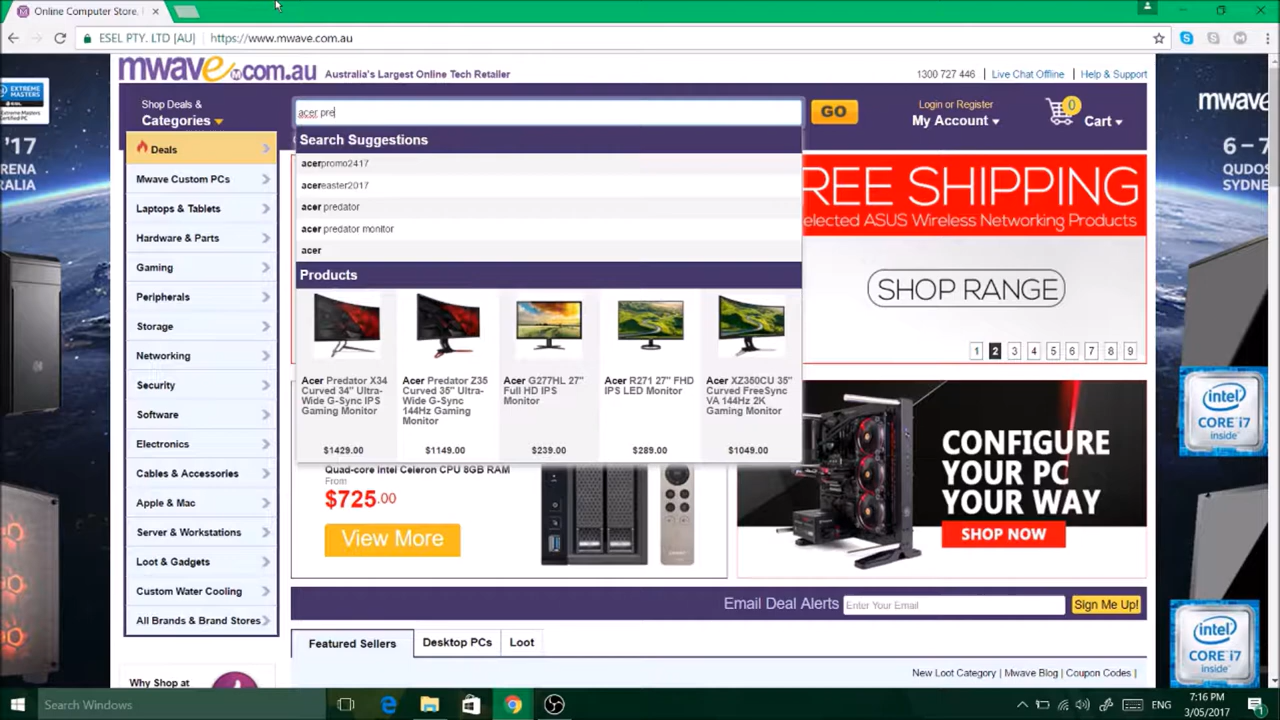 Online Computer Store,
ESEL PTY. LTD [AU]
https://www.mwave.com.au
EXTREME
MASTERS
mwave.com.au
Australia's Largest Online Tech Retailer
1300 727 446
Live Chat Offline
Help & Support
Shop Deals &
Categories
acer pre
GO
Login or Register
My Account
0
Cart
mwave
'17
ARENA
RALIA
6 – 7
QUDOS
SYDNE
Deals
Mwave Custom PCs
Laptops & Tablets
Hardware & Parts
Gaming
Peripherals
Storage
Networking
Security
Software
Electronics
Cables & Accessories
Apple & Mac
Server & Workstations
Loot & Gadgets
Custom Water Cooling
All Brands & Brand Stores
Why Shop at
Search Suggestions
acerpromo2417
acereaster2017
acer predator
acer predator monitor
acer
Products
Acer Predator X34
Curved 34" Ultra-
Wide G-Sync IPS
Gaming Monitor
$1429.00
Acer Predator Z35
Curved 35" Ultra-
Wide G-Sync
144Hz Gaming
Monitor
$1149.00
Acer G277HL 27"
Full HD IPS
Monitor
$239.00
Acer R271 27" FHD
IPS LED Monitor
$289.00
Acer XZ350CU 35"
Curved FreeSync
VA 144Hz 2K
Gaming Monitor
$1049.00
FREE SHIPPING
elected ASUS Wireless Networking Products
SHOP RANGE
1 2 3 4 5 6 7 8 9
Quad-core Intel Celeron CPU 8GB RAM
From
$725.00
View More
CONFIGURE
YOUR PC
YOUR WAY
SHOP NOW
intel
CORE i7
inside
intel
CORE i7
inside
Email Deal Alerts
Enter Your Email
Sign Me Up!
Featured Sellers
Desktop PCs
Loot
New Loot Category | Mwave Blog | Coupon Codes |
Search Windows
ENG
7:16 PM
3/05/2017